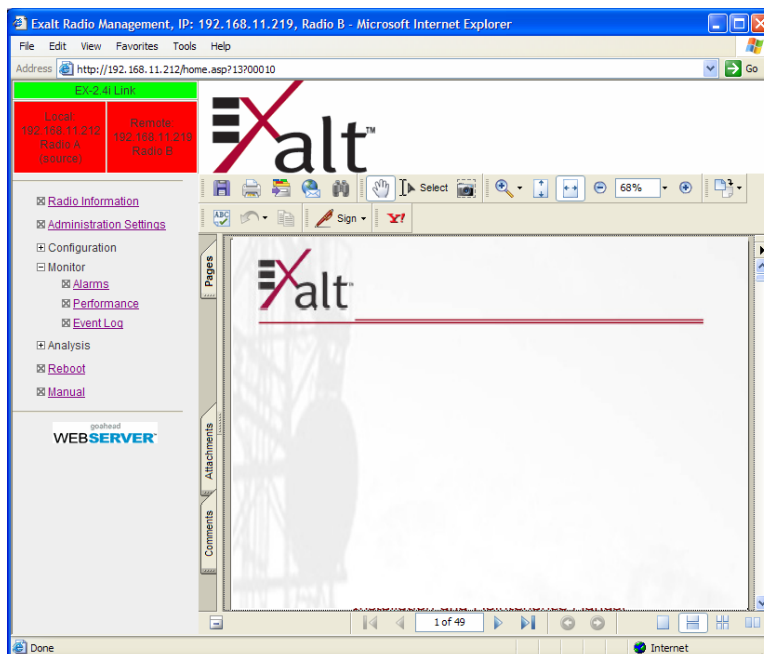 Exalt Radio Management, IP: 192.168.11.219, Radio B - Microsoft Internet Explorer
File Edit View Favorites Tools Help
Address http://192.168.11.212/home.asp?13?00010 Go
EX-2.4i Link
Local:
192.168.11.212
Radio A
(source)
Remote:
192.168.11.219
Radio B
EXalt™
Radio Information
Administration Settings
Configuration
Monitor
Alarms
Performance
Event Log
Analysis
Reboot
Manual
goahead
WEBSERVER
Select 68%
ABC Sign Y!
Pages
Attachments
Comments
EXalt™
1 of 49
Done Internet